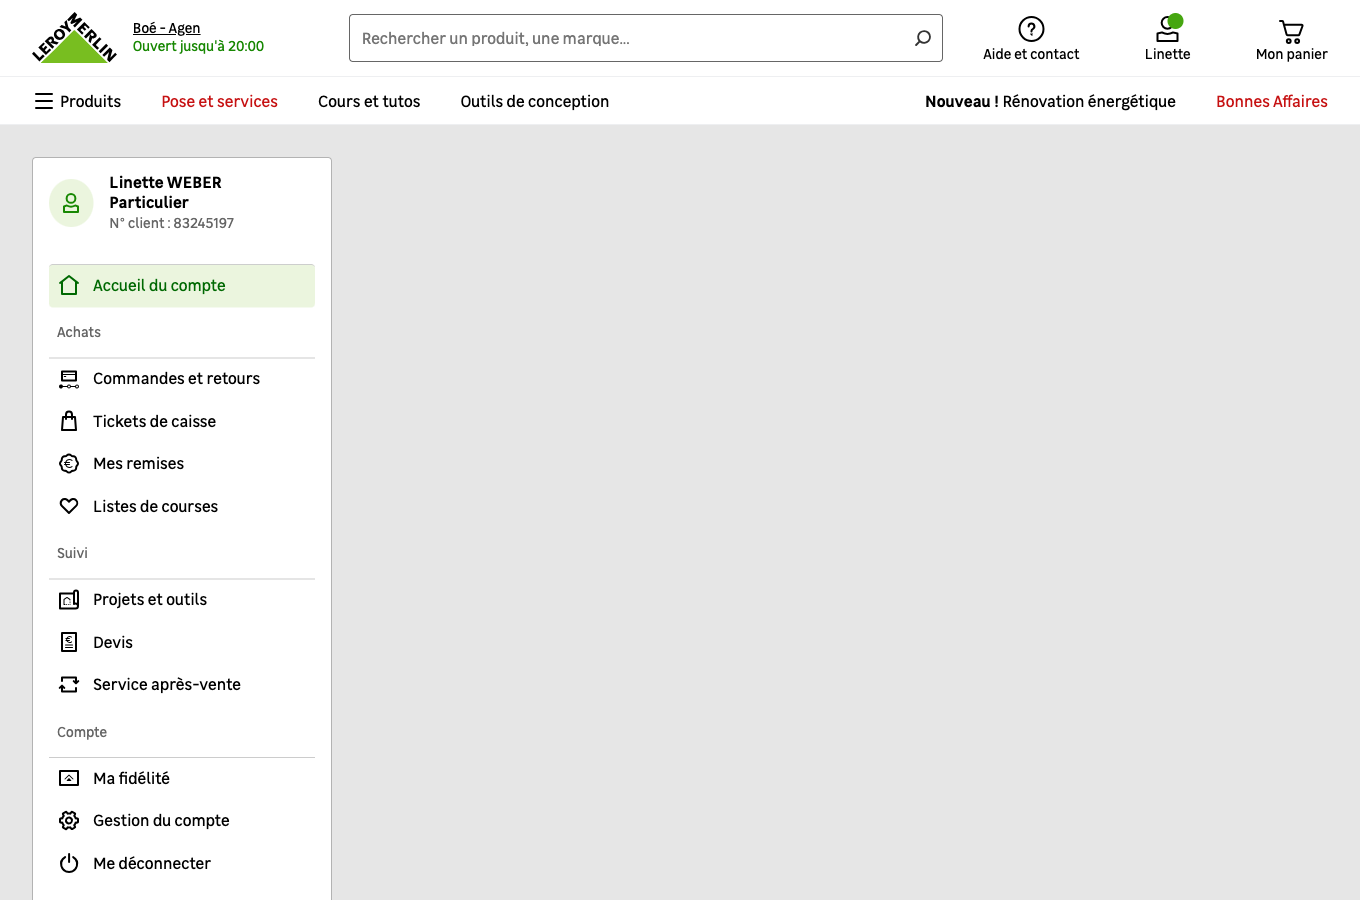 LEROY MERLIN
Boé - Agen
Ouvert jusqu'à 20:00
Rechercher un produit, une marque...
Aide et contact
Linette
Mon panier
Produits
Pose et services
Cours et tutos
Outils de conception
Nouveau ! Rénovation énergétique
Bonnes Affaires
Linette WEBER
Particulier
N° client : 83245197
Accueil du compte
Achats
Commandes et retours
Tickets de caisse
Mes remises
Listes de courses
Suivi
Projets et outils
Devis
Service après-vente
Compte
Ma fidélité
Gestion du compte
Me déconnecter